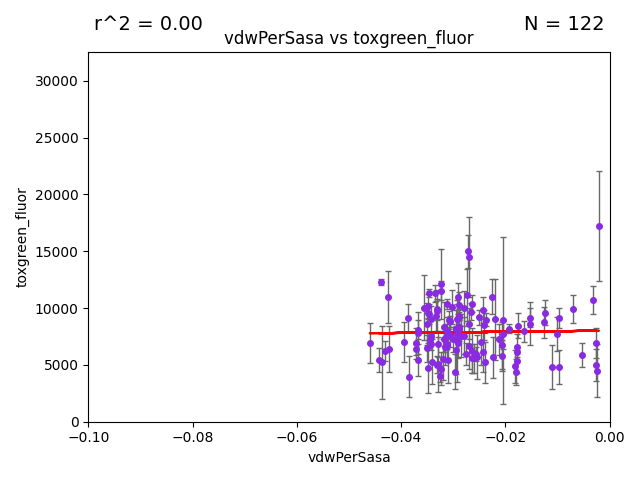 r^2 = 0.00
N = 122
vdwPerSasa vs toxgreen_fluor
30000
25000
20000
15000
10000
5000
0
toxgreen_fluor
−0.10
−0.08
−0.06
−0.04
−0.02
0.00
vdwPerSasa